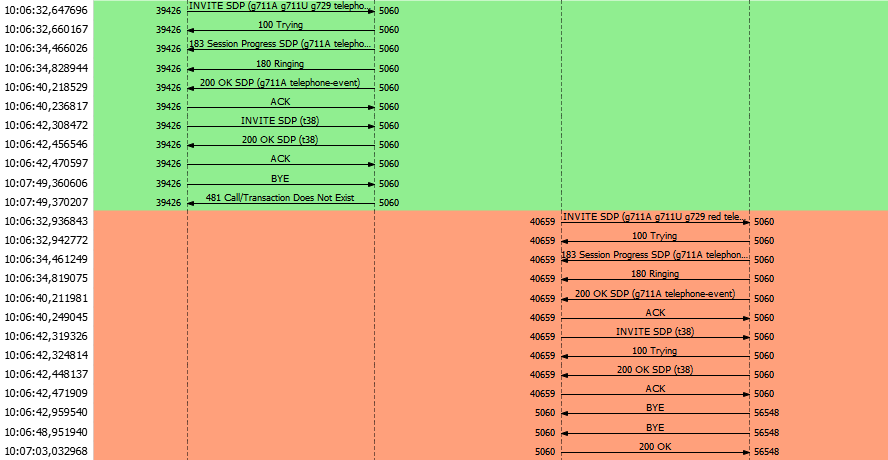 10:06:32,647696 39426 INVITE SDP (g711A g711U g729 telepho... 5060
10:06:32,660167 39426 100 Trying 5060
10:06:34,466026 39426 183 Session Progress SDP (g711A telepho... 5060
10:06:34,828944 39426 180 Ringing 5060
10:06:40,218529 39426 200 OK SDP (g711A telephone-event) 5060
10:06:40,236817 39426 ACK 5060
10:06:42,308472 39426 INVITE SDP (t38) 5060
10:06:42,456546 39426 200 OK SDP (t38) 5060
10:06:42,470597 39426 ACK 5060
10:07:49,360606 39426 BYE 5060
10:07:49,370207 39426 481 Call/Transaction Does Not Exist 5060
10:06:32,936843 40659 INVITE SDP (g711A g711U g729 red tele... 5060
10:06:32,942772 40659 100 Trying 5060
10:06:34,461249 40659 183 Session Progress SDP (g711A telephon... 5060
10:06:34,819075 40659 180 Ringing 5060
10:06:40,211981 40659 200 OK SDP (g711A telephone-event) 5060
10:06:40,249045 40659 ACK 5060
10:06:42,319326 40659 INVITE SDP (t38) 5060
10:06:42,324814 40659 100 Trying 5060
10:06:42,448137 40659 200 OK SDP (t38) 5060
10:06:42,471909 40659 ACK 5060
10:06:42,959540 5060 BYE 56548
10:06:48,951940 5060 BYE 56548
10:07:03,032968 5060 200 OK 56548